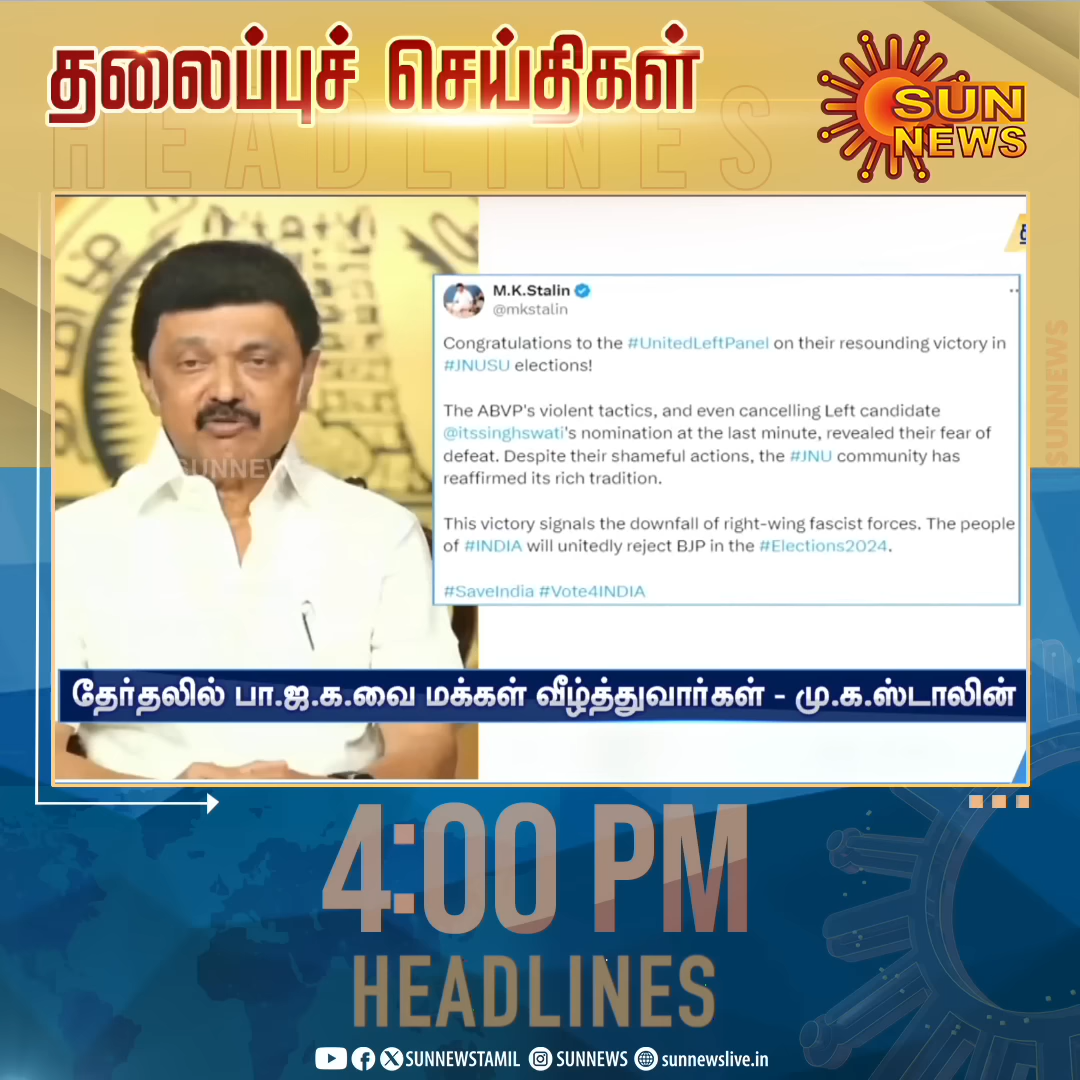 தலைப்புச் செய்திகள்
HEADLINES
SUN
NEWS
M.K.Stalin
@mkstalin
Congratulations to the #UnitedLeftPanel on their resounding victory in
#JNUSU elections!
The ABVP's violent tactics, and even cancelling Left candidate
@itssinghswati's nomination at the last minute, revealed their fear of
defeat. Despite their shameful actions, the #JNU community has
reaffirmed its rich tradition.
This victory signals the downfall of right-wing fascist forces. The people
of #INDIA will unitedly reject BJP in the #Elections2024.
#SaveIndia #Vote4INDIA
SUNNEWS
SUNNEWS
தேர்தலில் பா.ஜ.க.வை மக்கள் வீழ்த்துவார்கள் - மு.க.ஸ்டாலின்
4:00 PM
HEADLINES
SUNNEWSTAMIL SUNNEWS sunnewslive.in